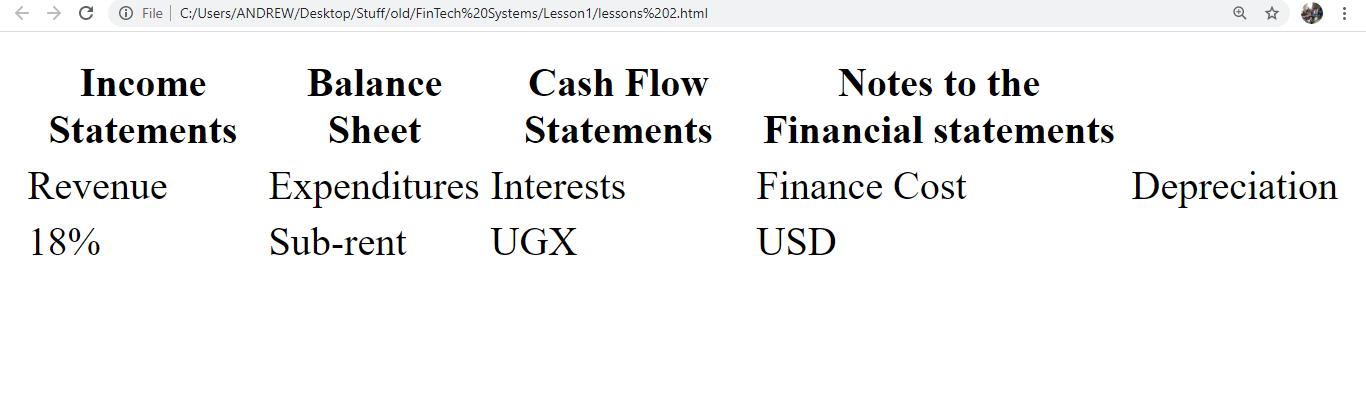 File C:/Users/ANDREW/Desktop/Stuff/old/FinTech%20Systems/Lesson1/lessons%202.html
Income Balance Cash Flow Notes to the
Statements Sheet Statements Financial statements
Revenue Expenditures Interests Finance Cost Depreciation
18% Sub-rent UGX USD